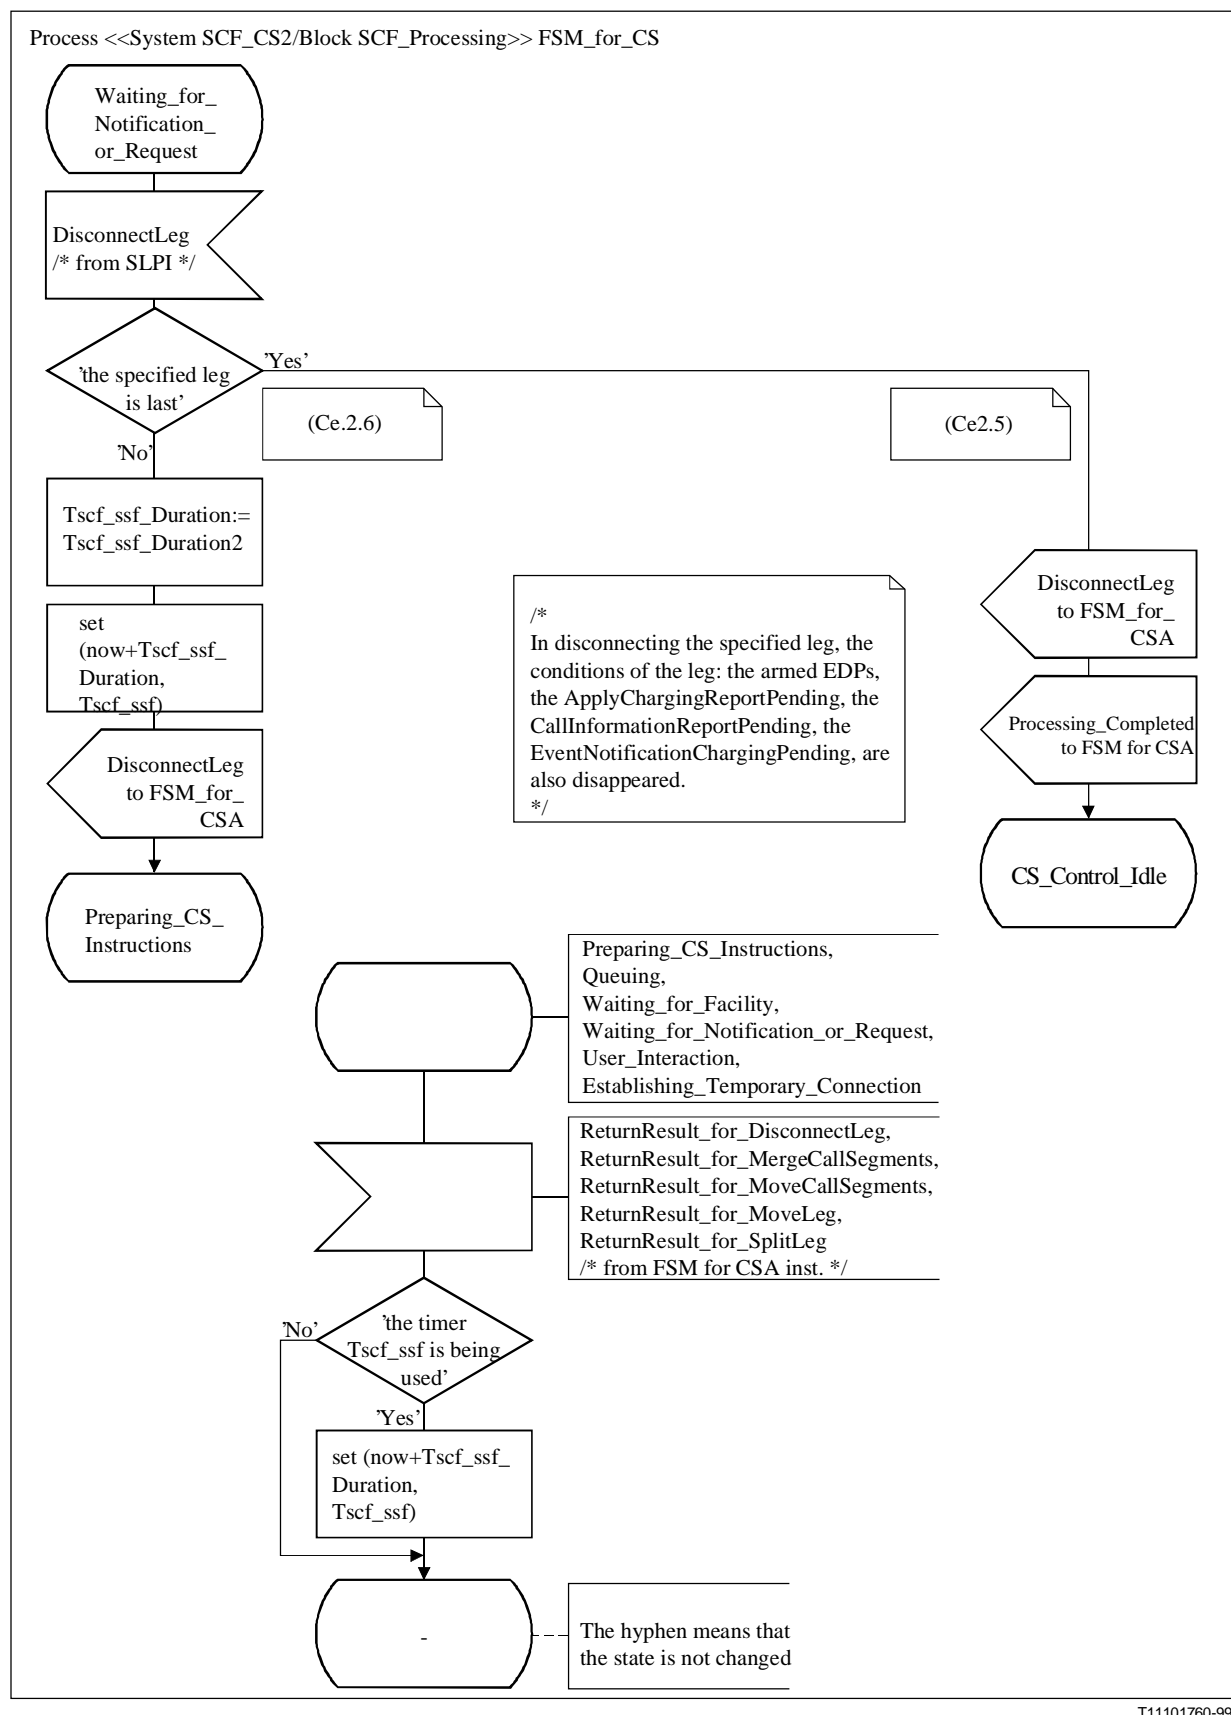 Process <<System SCF_CS2/Block SCF_Processing>> FSM_for_CS
Waiting_for_
Notification_
or_Request
DisconnectLeg
/* from SLPI */
'the specified leg
is last'
'Yes'
'No'
(Ce.2.6)
(Ce2.5)
Tscf_ssf_Duration:=
Tscf_ssf_Duration2
set
(now+Tscf_ssf_
Duration,
Tscf_ssf)
DisconnectLeg
to FSM_for_
CSA
Preparing_CS_
Instructions
/*
In disconnecting the specified leg, the
conditions of the leg: the armed EDPs,
the ApplyChargingReportPending, the
CallInformationReportPending, the
EventNotificationChargingPending, are
also disappeared.
*/
DisconnectLeg
to FSM_for_
CSA
Processing_Completed
to FSM for CSA
CS_Control_Idle
Preparing_CS_Instructions,
Queuing,
Waiting_for_Facility,
Waiting_for_Notification_or_Request,
User_Interaction,
Establishing_Temporary_Connection
ReturnResult_for_DisconnectLeg,
ReturnResult_for_MergeCallSegments,
ReturnResult_for_MoveCallSegments,
ReturnResult_for_MoveLeg,
ReturnResult_for_SplitLeg
/* from FSM for CSA inst. */
'the timer
Tscf_ssf is being
used'
'No'
'Yes'
set (now+Tscf_ssf_
Duration,
Tscf_ssf)
-
The hyphen means that
the state is not changed
T11101760-99